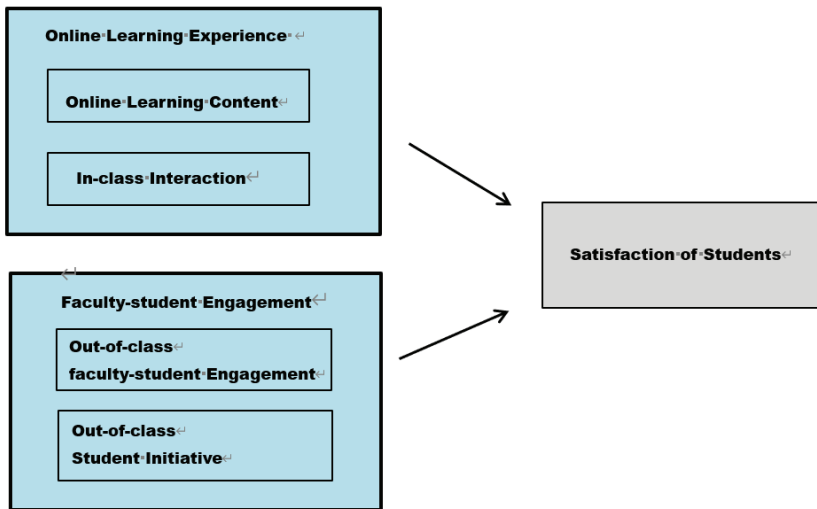 Online Learning Experience
Online Learning Content
In-class Interaction
Satisfaction of Students
Faculty-student Engagement
Out-of-class
faculty-student Engagement
Out-of-class
Student Initiative